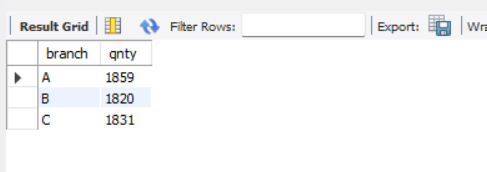 Result Grid Filter Rows: Export:
branch qnty
A 1859
B 1820
C 1831